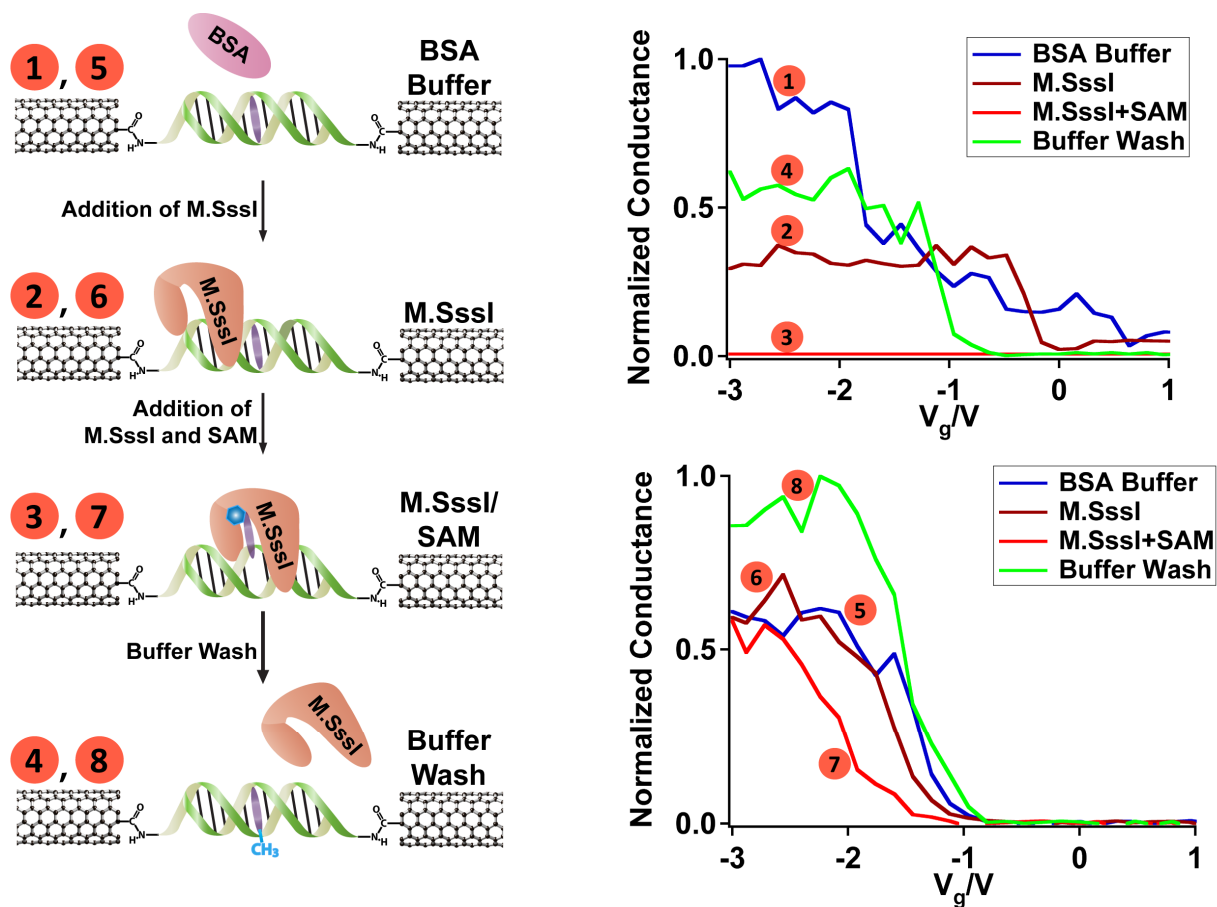 1 , 5
BSA
BSA
Buffer
O
C
N
H
O
C
HN
Addition of M.SssI
2 , 6
M.SssI
M.SssI
O
C
N
H
O
C
HN
Addition of
M.SssI and SAM
3 , 7
M.SssI
M.SssI/
SAM
O
C
N
H
O
C
HN
Buffer Wash
M.SssI
4 , 8
Buffer
Wash
O
C
N
H
O
C
HN
CH3
Normalized Conductance
1.0
0.5
0.0
BSA Buffer
M.SssI
M.SssI+SAM
Buffer Wash
1
4
2
3
-3 -2 -1 0 1
Vg/V
Normalized Conductance
1.0
0.5
0.0
BSA Buffer
M.SssI
M.SssI+SAM
Buffer Wash
8
6
5
7
-3 -2 -1 0 1
Vg/V